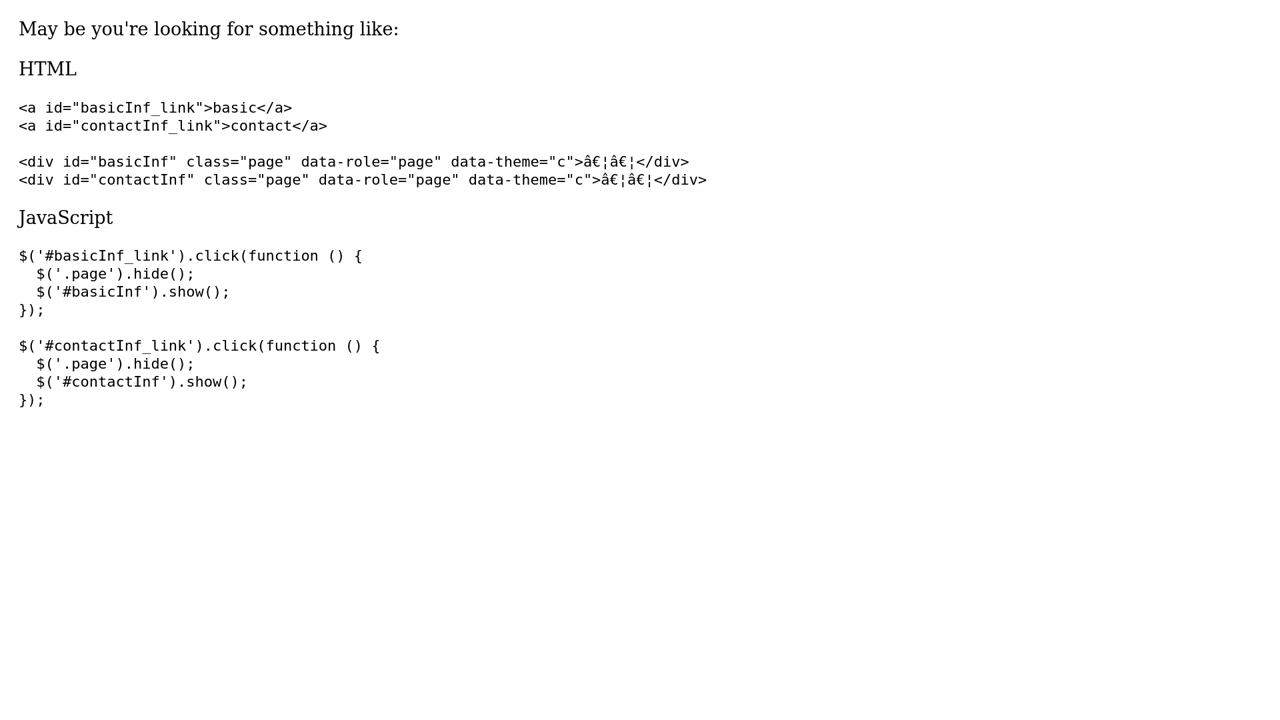 May be you're looking for something like:
HTML
<a id="basicInf_link">basic</a>
<a id="contactInf_link">contact</a>
<div id="basicInf" class="page" data-role="page" data-theme="c">â€¦â€¦</div>
<div id="contactInf" class="page" data-role="page" data-theme="c">â€¦â€¦</div>
JavaScript
$('#basicInf_link').click(function () {
  $('.page').hide();
  $('#basicInf').show();
});
$('#contactInf_link').click(function () {
  $('.page').hide();
  $('#contactInf').show();
});